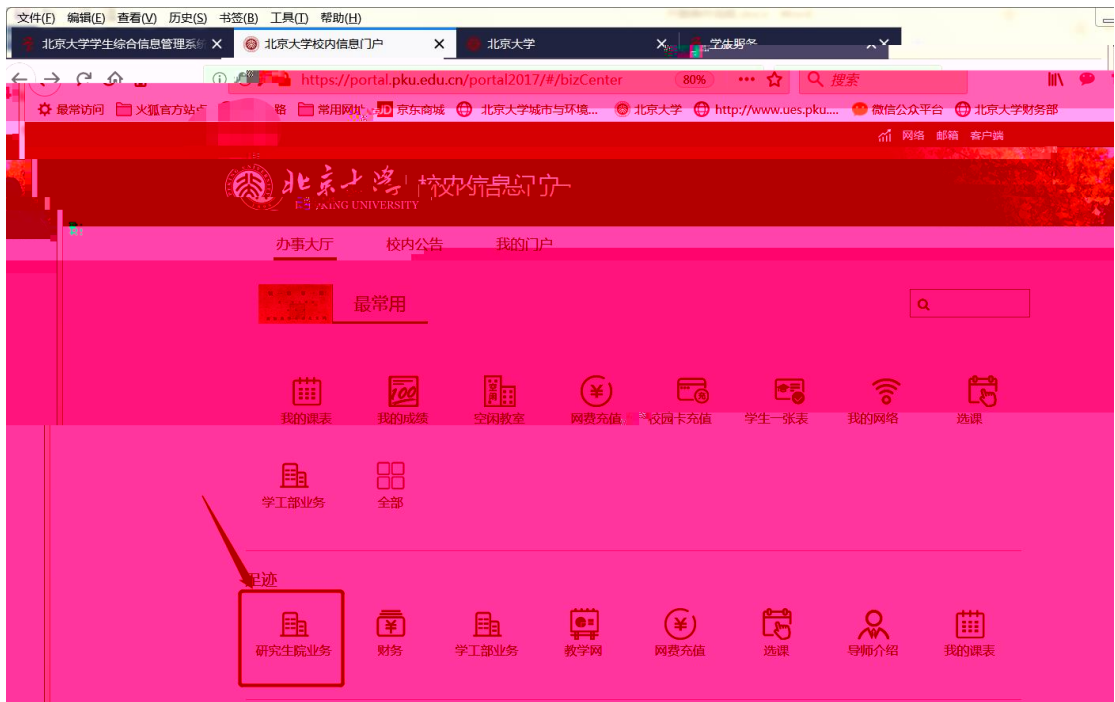 文件(F) 编辑(E) 查看(V) 历史(S) 书签(B) 工具(T) 帮助(H)
北京大学学生综合信息管理系统 × 北京大学校内信息门户 × 北京大学 ×
https://portal.pku.edu.cn/portal2017/#/bizCenter 80% 搜索
最常访问 火狐官方站点 常用网址 JD 京东商城 北京大学城市与环境... 北京大学 http://www.ues.pku.... 微信公众平台 北京大学财务部
网络 邮箱 客户端
北京大学 校内信息门户
PEKING UNIVERSITY
办事大厅 校内公告 我的门户
最常用
我的课表 我的成绩 空闲教室 网费充值 校园卡充值 学生一张表 我的网络 选课
学工部业务 全部
足迹
研究生院业务 财务 学工部业务 教学网 网费充值 选课 导师介绍 我的课表